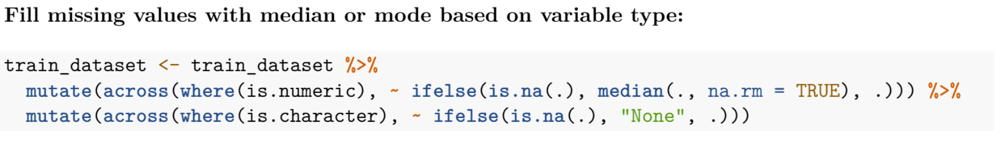 Fill missing values with median or mode based on variable type:
train_dataset <- train_dataset %>%
  mutate(across(where(is.numeric), ~ ifelse(is.na(.), median(., na.rm = TRUE), .))) %>%
  mutate(across(where(is.character), ~ ifelse(is.na(.), "None", .)))